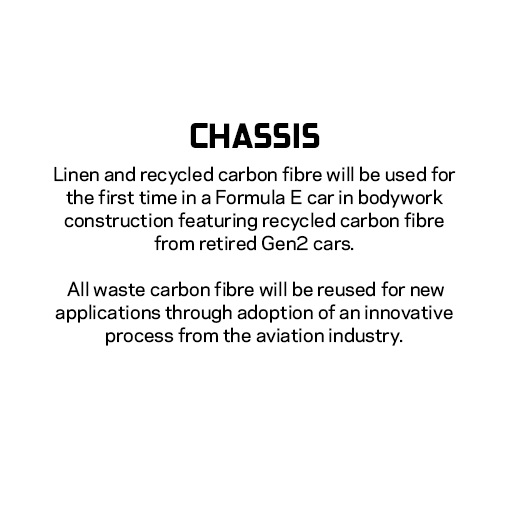 CHASSIS
Linen and recycled carbon fibre will be used for
the first time in a Formula E car in bodywork
construction featuring recycled carbon fibre
from retired Gen2 cars.
All waste carbon fibre will be reused for new
applications through adoption of an innovative
process from the aviation industry.